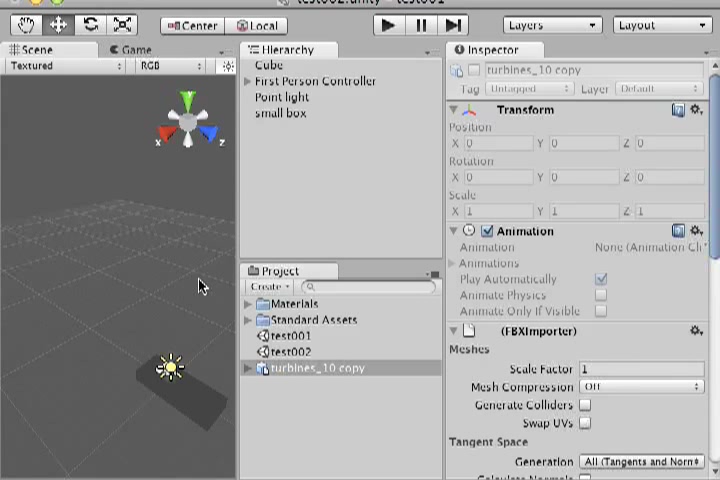 test002.unity - test001
Center
Local
Layers
Layout
Scene
Game
Textured
RGB
y
x
z
Hierarchy
Cube
First Person Controller
Point light
small box
Project
Create
Materials
Standard Assets
test001
test002
turbines_10 copy
Inspector
turbines_10 copy
Tag Untagged Layer Default
Transform
Position
X 0 Y 0 Z 0
Rotation
X 0 Y 0 Z 0
Scale
X 1 Y 1 Z 1
Animation
Animation None (Animation Cli
Animations
Play Automatically
Animate Physics
Animate Only If Visible
(FBXImporter)
Meshes
Scale Factor 1
Mesh Compression Off
Generate Colliders
Swap UVs
Tangent Space
Generation All (Tangents and Norm
Calculate Normals